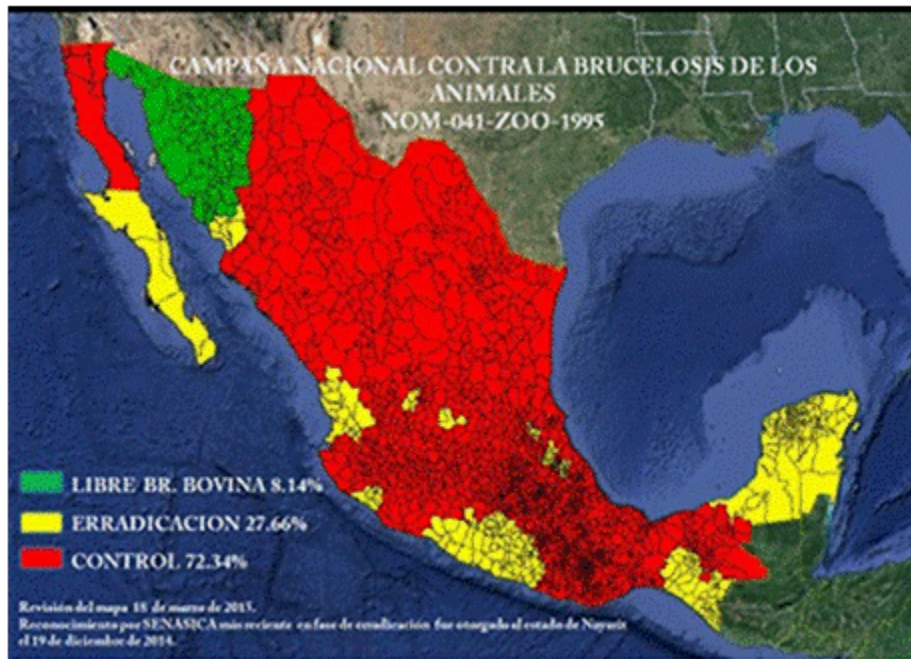 CAMPAÑA NACIONAL CONTRA LA BRUCELOSIS DE LOS
ANIMALES
NOM-041-ZOO-1995
LIBRE BR. BOVINA 8.14%
ERRADICACION 27.66%
CONTROL 72.34%
Revisión del mapa 18 de marzo de 2015.
Reconocimiento por SENASICA más reciente en fase de erradicación fue otorgado al estado de Nayarit
el 19 de diciembre de 2014.